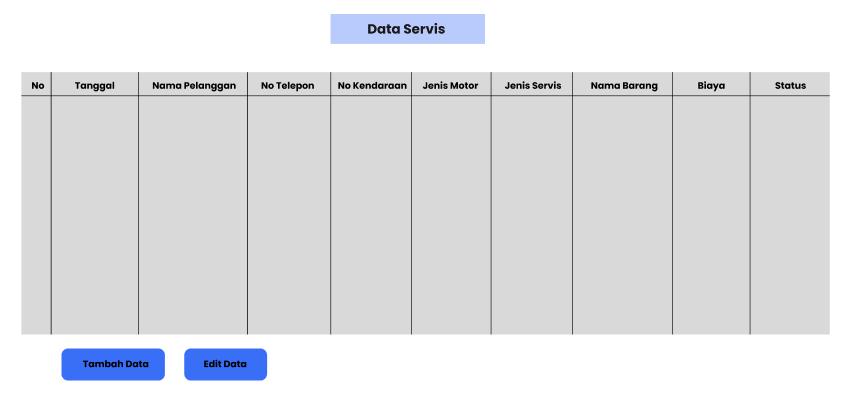 Data Servis
No Tanggal Nama Pelanggan No Telepon No Kendaraan Jenis Motor Jenis Servis Nama Barang Biaya Status
Tambah Data Edit Data